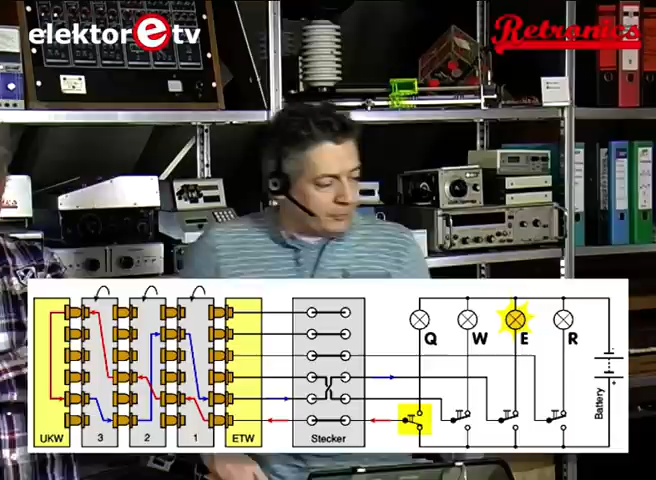 elektor e tv
Retronics
Q W E R
Battery
- +
UKW 3 2 1 ETW Stecker